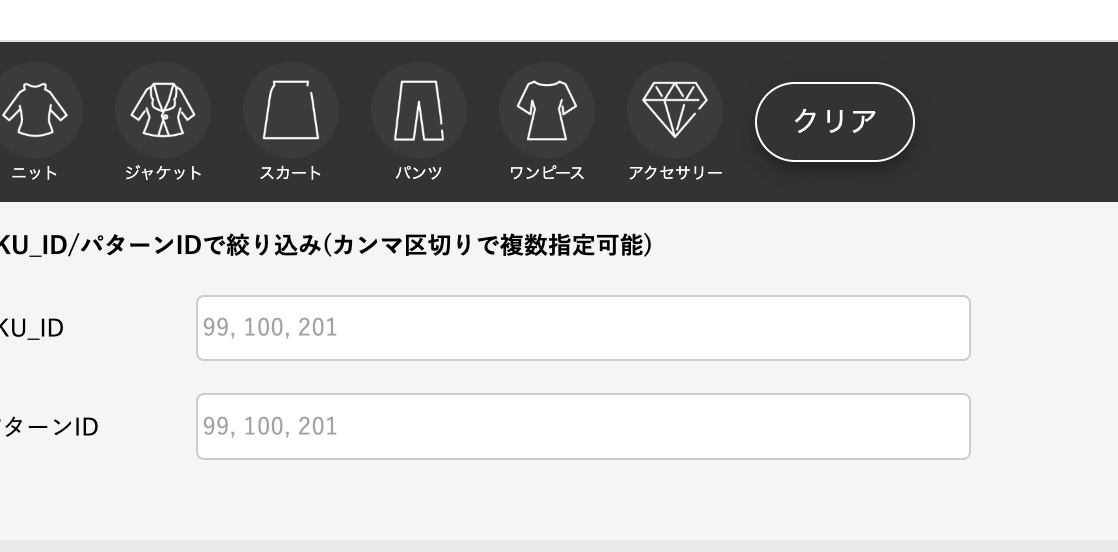 ニット ジャケット スカート パンツ ワンピース アクセサリー クリア
KU_ID/パターンIDで絞り込み(カンマ区切りで複数指定可能)
KU_ID 99, 100, 201
ターンID 99, 100, 201